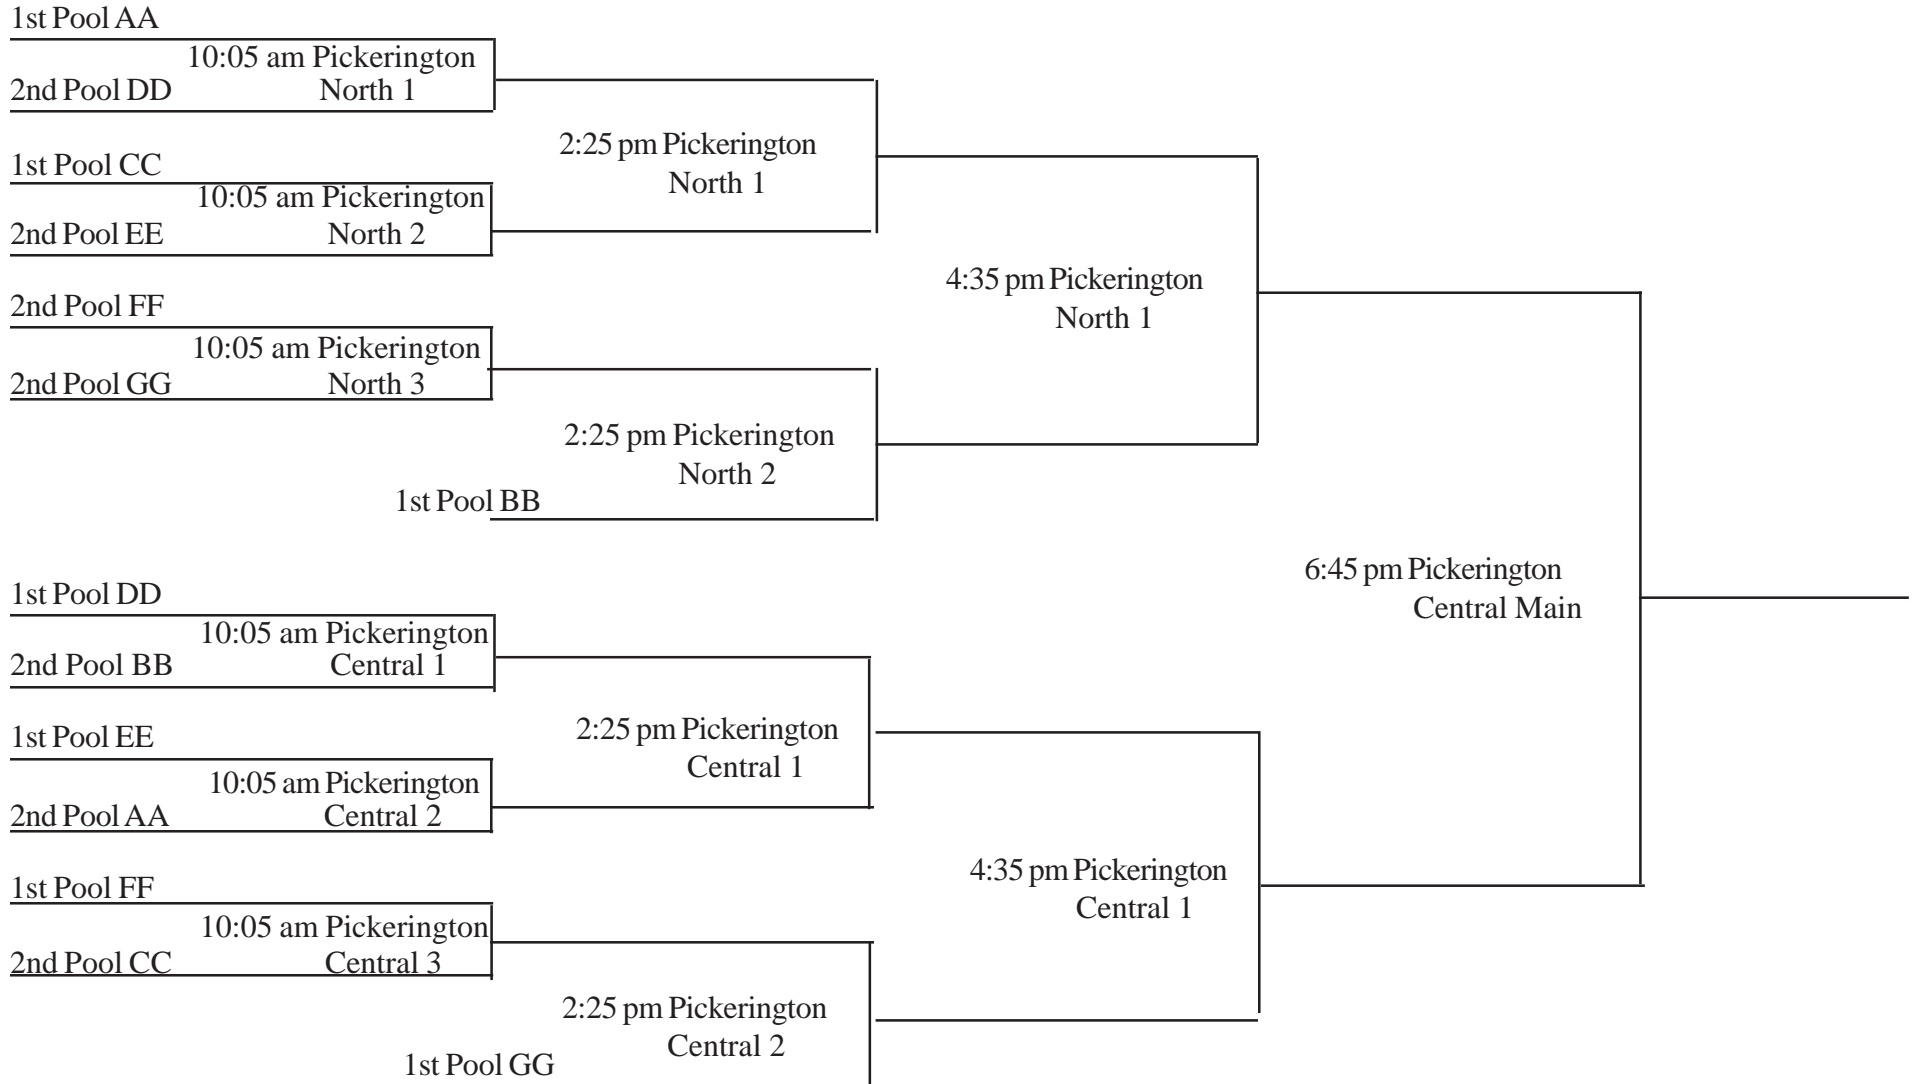 1st Pool AA
10:05 am Pickerington
2nd Pool DD
North 1
2:25 pm Pickerington
North 1
1st Pool CC
10:05 am Pickerington
2nd Pool EE
North 2
4:35 pm Pickerington
North 1
2nd Pool FF
10:05 am Pickerington
2nd Pool GG
North 3
2:25 pm Pickerington
North 2
1st Pool BB
6:45 pm Pickerington
Central Main
1st Pool DD
10:05 am Pickerington
2nd Pool BB
Central 1
2:25 pm Pickerington
Central 1
1st Pool EE
10:05 am Pickerington
2nd Pool AA
Central 2
4:35 pm Pickerington
Central 1
1st Pool FF
10:05 am Pickerington
2nd Pool CC
Central 3
2:25 pm Pickerington
Central 2
1st Pool GG